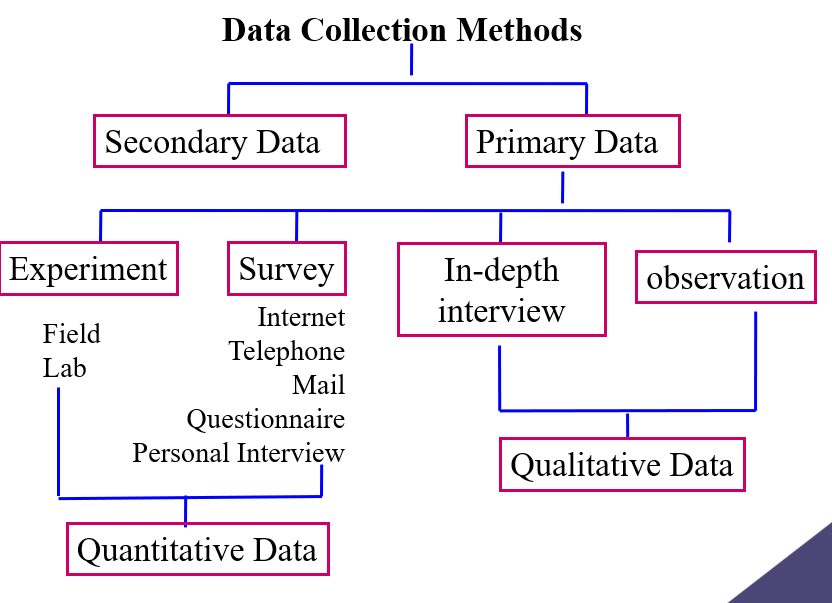 Data Collection Methods
Secondary Data
Primary Data
Experiment
Survey
In-depth
interview
observation
Field
Lab
Internet
Telephone
Mail
Questionnaire
Personal Interview
Qualitative Data
Quantitative Data